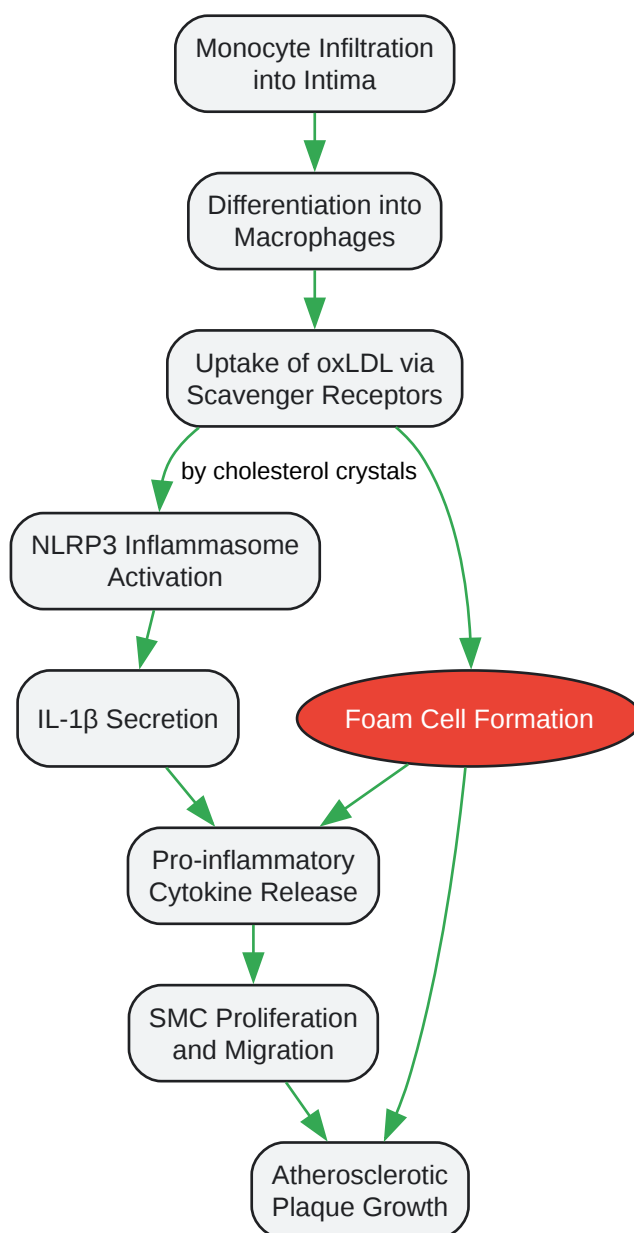 Monocyte Infiltration
into Intima
Differentiation into
Macrophages
Uptake of oxLDL via
Scavenger Receptors
by cholesterol crystals
NLRP3 Inflammasome
Activation
IL-1β Secretion
Foam Cell Formation
Pro-inflammatory
Cytokine Release
SMC Proliferation
and Migration
Atherosclerotic
Plaque Growth